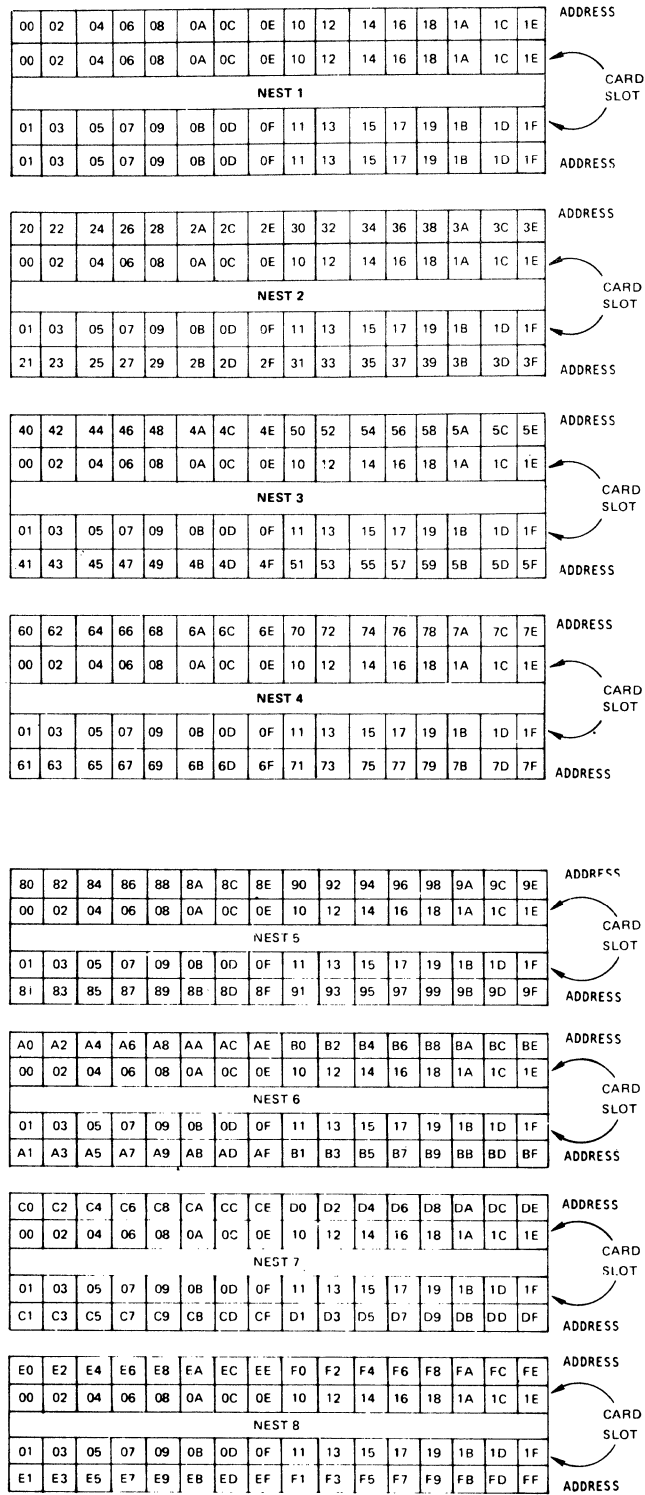 00 02 04 06 08 0A 0C 0E 10 12 14 16 18 1A 1C 1E ADDRESS
00 02 04 06 08 0A 0C 0E 10 12 14 16 18 1A 1C 1E
NEST 1
CARD
SLOT
01 03 05 07 09 0B 0D 0F 11 13 15 17 19 1B 1D 1F
01 03 05 07 09 0B 0D 0F 11 13 15 17 19 1B 1D 1F ADDRESS
20 22 24 26 28 2A 2C 2E 30 32 34 36 38 3A 3C 3E ADDRESS
00 02 04 06 08 0A 0C 0E 10 12 14 16 18 1A 1C 1E
NEST 2
CARD
SLOT
01 03 05 07 09 0B 0D 0F 11 13 15 17 19 1B 1D 1F
21 23 25 27 29 2B 2D 2F 31 33 35 37 39 3B 3D 3F ADDRESS
40 42 44 46 48 4A 4C 4E 50 52 54 56 58 5A 5C 5E ADDRESS
00 02 04 06 08 0A 0C 0E 10 12 14 16 18 1A 1C 1E
NEST 3
CARD
SLOT
01 03 05 07 09 0B 0D 0F 11 13 15 17 19 1B 1D 1F
41 43 45 47 49 4B 4D 4F 51 53 55 57 59 5B 5D 5F ADDRESS
60 62 64 66 68 6A 6C 6E 70 72 74 76 78 7A 7C 7E ADDRESS
00 02 04 06 08 0A 0C 0E 10 12 14 16 18 1A 1C 1E
NEST 4
CARD
SLOT
01 03 05 07 09 0B 0D 0F 11 13 15 17 19 1B 1D 1F
61 63 65 67 69 6B 6D 6F 71 73 75 77 79 7B 7D 7F ADDRESS
80 82 84 86 88 8A 8C 8E 90 92 94 96 98 9A 9C 9E ADDRESS
00 02 04 06 08 0A 0C 0E 10 12 14 16 18 1A 1C 1E
NEST 5
CARD
SLOT
01 03 05 07 09 0B 0D 0F 11 13 15 17 19 1B 1D 1F
81 83 85 87 89 8B 8D 8F 91 93 95 97 99 9B 9D 9F ADDRESS
A0 A2 A4 A6 A8 AA AC AE B0 B2 B4 B6 B8 BA BC BE ADDRESS
00 02 04 06 08 0A 0C 0E 10 12 14 16 18 1A 1C 1E
NEST 6
CARD
SLOT
01 03 05 07 09 0B 0D 0F 11 13 15 17 19 1B 1D 1F
A1 A3 A5 A7 A9 AB AD AF B1 B3 B5 B7 B9 BB BD BF ADDRESS
C0 C2 C4 C6 C8 CA CC CE D0 D2 D4 D6 D8 DA DC DE ADDRESS
00 02 04 06 08 0A 0C 0E 10 12 14 16 18 1A 1C 1E
NEST 7
CARD
SLOT
01 03 05 07 09 0B 0D 0F 11 13 15 17 19 1B 1D 1F
C1 C3 C5 C7 C9 CB CD CF D1 D3 D5 D7 D9 DB DD DF ADDRESS
E0 E2 E4 E6 E8 EA EC EE F0 F2 F4 F6 F8 FA FC FE ADDRESS
00 02 04 06 08 0A 0C 0E 10 12 14 16 18 1A 1C 1E
NEST 8
CARD
SLOT
01 03 05 07 09 0B 0D 0F 11 13 15 17 19 1B 1D 1F
E1 E3 E5 E7 E9 EB ED EF F1 F3 F5 F7 F9 FB FD FF ADDRESS